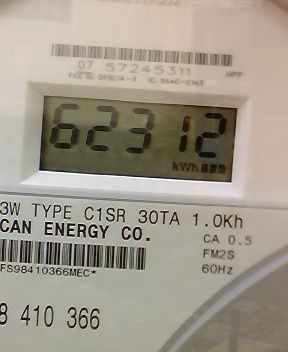 07 57245311 HPP
62312
kWh
3W TYPE C1SR 30TA 1.0Kh
CAN ENERGY CO. CA 0.5
FM2S
FS98410366MEC* 60Hz
8 410 366